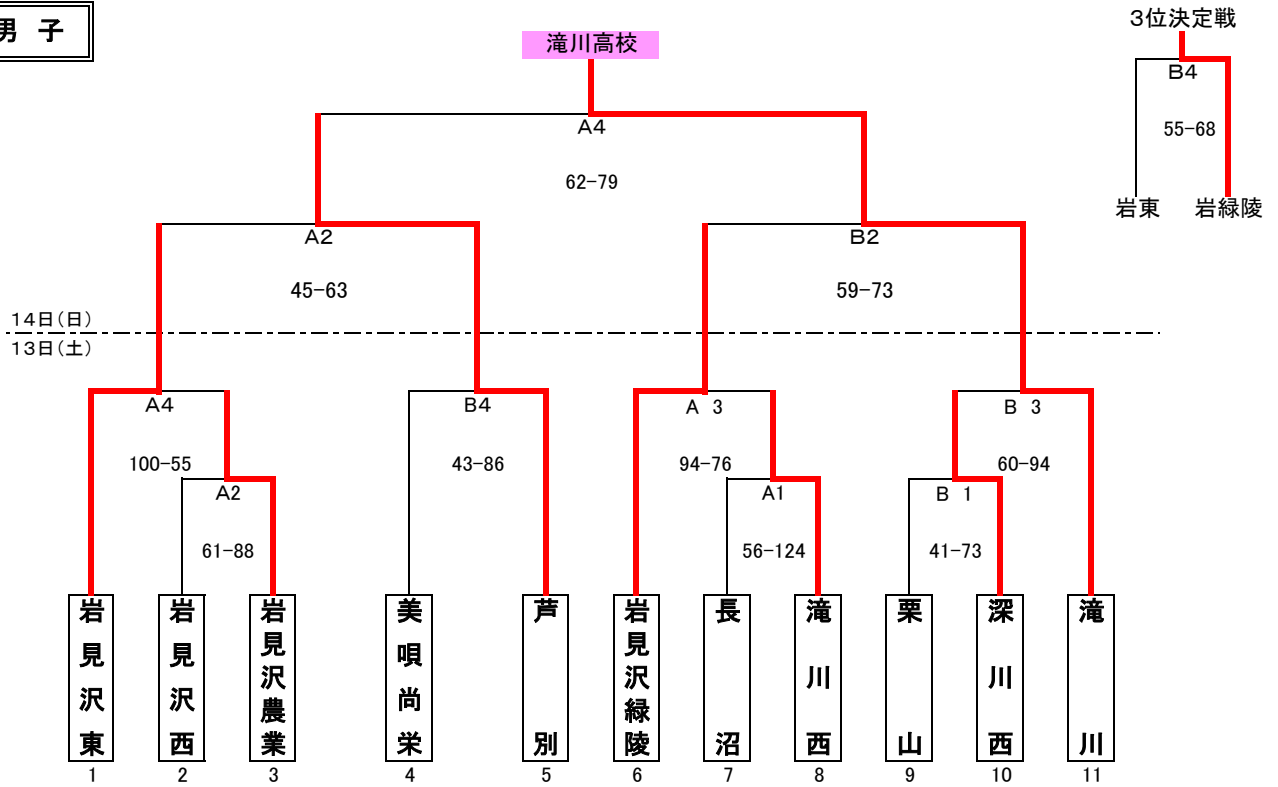 男 子
3位決定戦
滝川高校
B4
A4
55-68
62-79
岩東 岩緑陵
A2 B2
45-63 59-73
14日(日)
13日(土)
A4 B4 A 3 B 3
100-55 43-86 94-76 60-94
A2 A1 B 1
61-88 56-124 41-73
岩見沢東
岩見沢西
岩見沢農業
美唄尚栄
芦別
岩見沢緑陵
長沼
滝川西
栗山
深川西
滝川
1 2 3 4 5 6 7 8 9 10 11